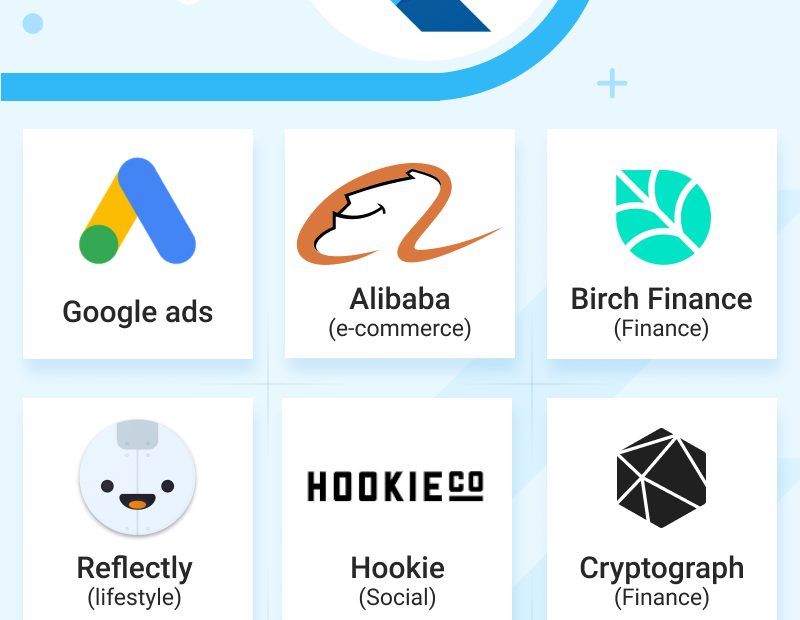 Google ads
Alibaba
(e-commerce)
Birch Finance
(Finance)
Reflectly
(lifestyle)
HOOKIECO
Hookie
(Social)
Cryptograph
(Finance)